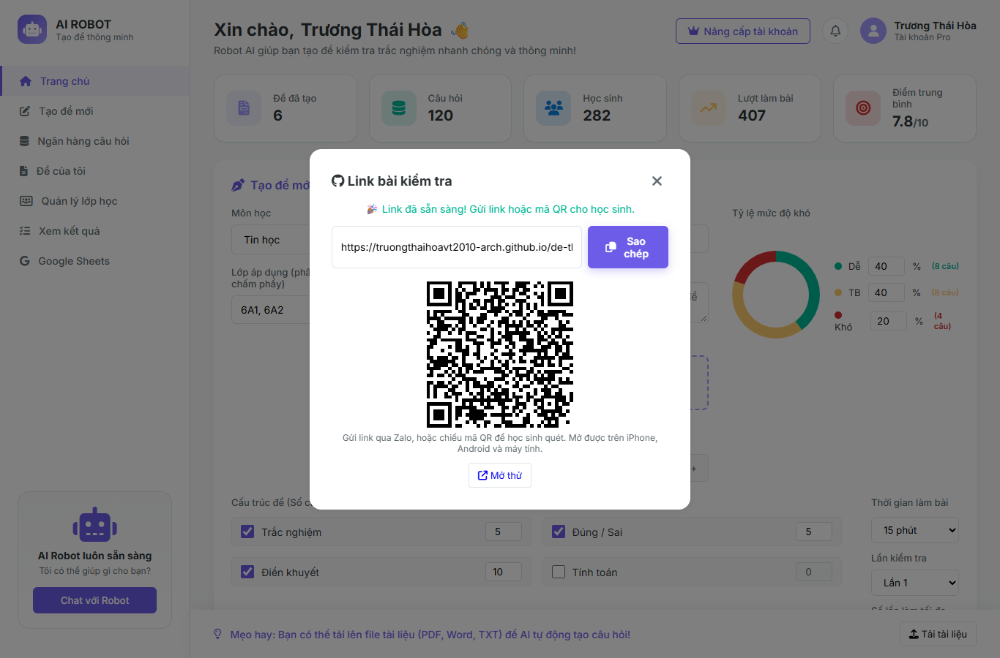 AI ROBOT
Tạo đề thông minh
Trang chủ
Tạo đề mới
Ngân hàng câu hỏi
Đề của tôi
Quản lý lớp học
Xem kết quả
Google Sheets
AI Robot luôn sẵn sàng
Tôi có thể giúp gì cho bạn?
Chat với Robot
Xin chào, Trương Thái Hòa 👋
Robot AI giúp bạn tạo đề kiểm tra trắc nghiệm nhanh chóng và thông minh!
Nâng cấp tài khoản
Trương Thái Hòa
Tài khoản Pro
Đề đã tạo
6
Câu hỏi
120
Học sinh
282
Lượt làm bài
407
Điểm trung
bình
7.8/10
Tạo đề mớ
Môn học
Tin học
Lớp áp dụng (phâ
chấm phẩy)
6A1, 6A2
Link bài kiểm tra
🎉 Link đã sẵn sàng! Gửi link hoặc mã QR cho học sinh.
https://truongthaihoavt2010-arch.github.io/de-tl
Sao
chép
Gửi link qua Zalo, hoặc chiếu mã QR để học sinh quét. Mở được trên iPhone,
Android và máy tính.
Mở thử
ể
+
Tỷ lệ mức độ khó
Dễ 40 % (8 câu)
TB 40 % (8 câu)
Khó 20 % (4
câu)
Cấu trúc đề (Số c
Trắc nghiệm 5
Đúng / Sai 5
Điền khuyết 10
Tính toán 0
Thời gian làm bài
15 phút
Lần kiểm tra
Lần 1
Số lần làm tối đa
Mẹo hay: Bạn có thể tải lên file tài liệu (PDF, Word, TXT) để AI tự động tạo câu hỏi!
Tải tài liệu